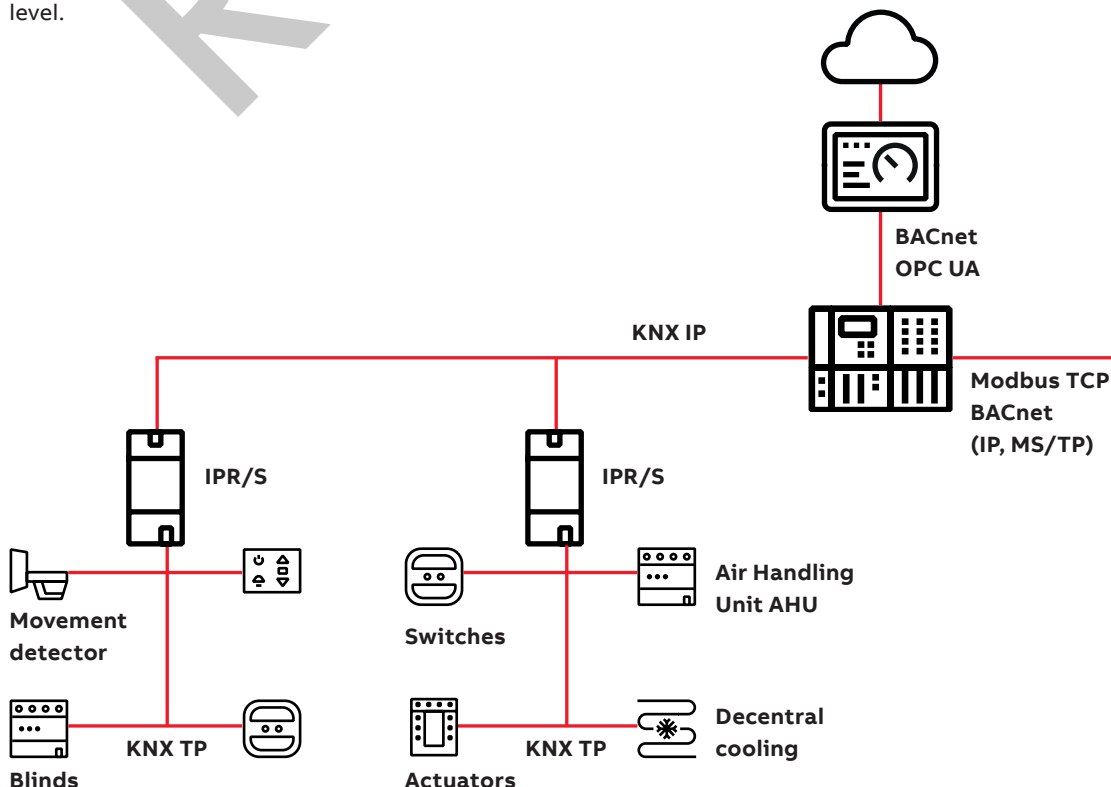 level.
BACnet
OPC UA
KNX IP
Modbus TCP
BACnet
(IP, MS/TP)
IPR/S
IPR/S
Movement
detector
Switches
Air Handling
Unit AHU
Blinds
KNX TP
Actuators
KNX TP
Decentral
cooling